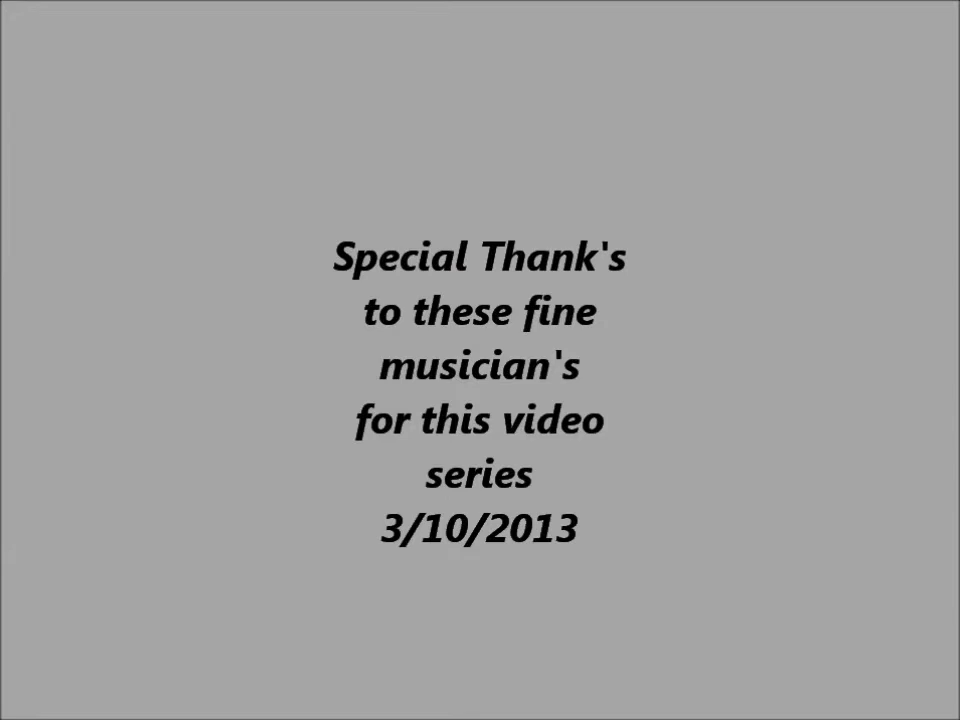 Special Thank's
to these fine
musician's
for this video
series
3/10/2013